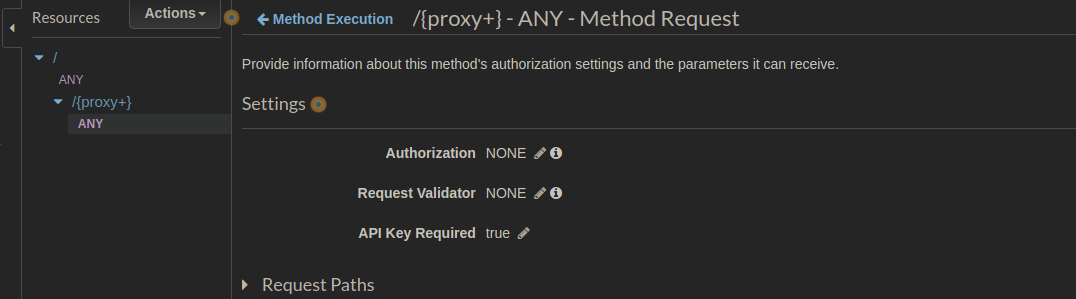 Resources
Actions
Method Execution
/{proxy+} - ANY - Method Request
/
ANY
/{proxy+}
ANY
Provide information about this method's authorization settings and the parameters it can receive.
Settings
Authorization NONE
Request Validator NONE
API Key Required true
Request Paths